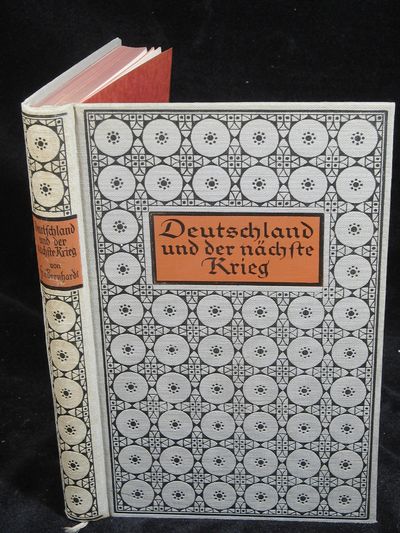 Deutschland
und der nächste
Krieg
Deutschland
und der
nächste Krieg
von
Bernhardi